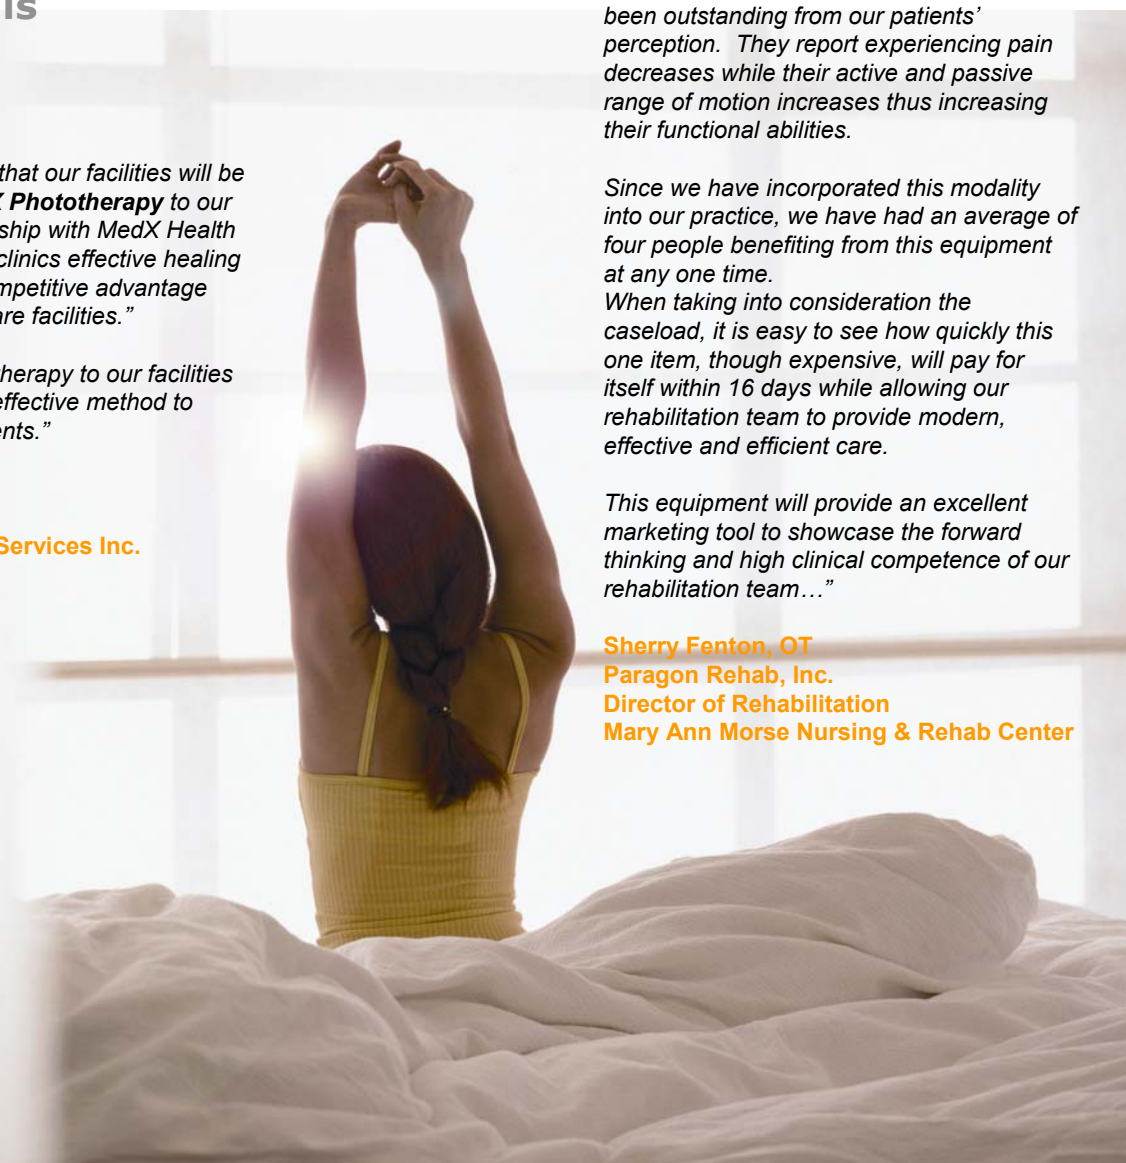 is
that our facilities will be
X Phototherapy to our
ship with MedX Health
clinics effective healing
mpetitive advantage
are facilities.”
therapy to our facilities
effective method to
ents.”
Services Inc.
been outstanding from our patients’
perception.  They report experiencing pain
decreases while their active and passive
range of motion increases thus increasing
their functional abilities.
Since we have incorporated this modality
into our practice, we have had an average of
four people benefiting from this equipment
at any one time.
When taking into consideration the
caseload, it is easy to see how quickly this
one item, though expensive, will pay for
itself within 16 days while allowing our
rehabilitation team to provide modern,
effective and efficient care.
This equipment will provide an excellent
marketing tool to showcase the forward
thinking and high clinical competence of our
rehabilitation team…”
Sherry Fenton, OT
Paragon Rehab, Inc.
Director of Rehabilitation
Mary Ann Morse Nursing & Rehab Center